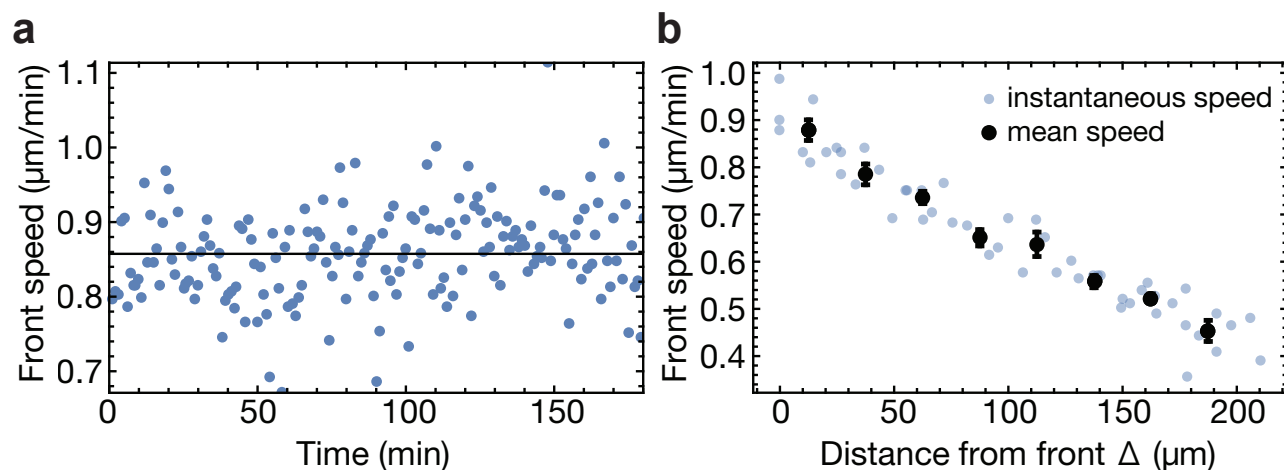 a
Front speed (µm/min)
1.1
1.0
0.9
0.8
0.7
0
50
100
150
Time (min)
b
Front speed (µm/min)
1.0
0.9
0.8
0.7
0.6
0.5
0.4
instantaneous speed
mean speed
0
50
100
150
200
Distance from front Δ (µm)